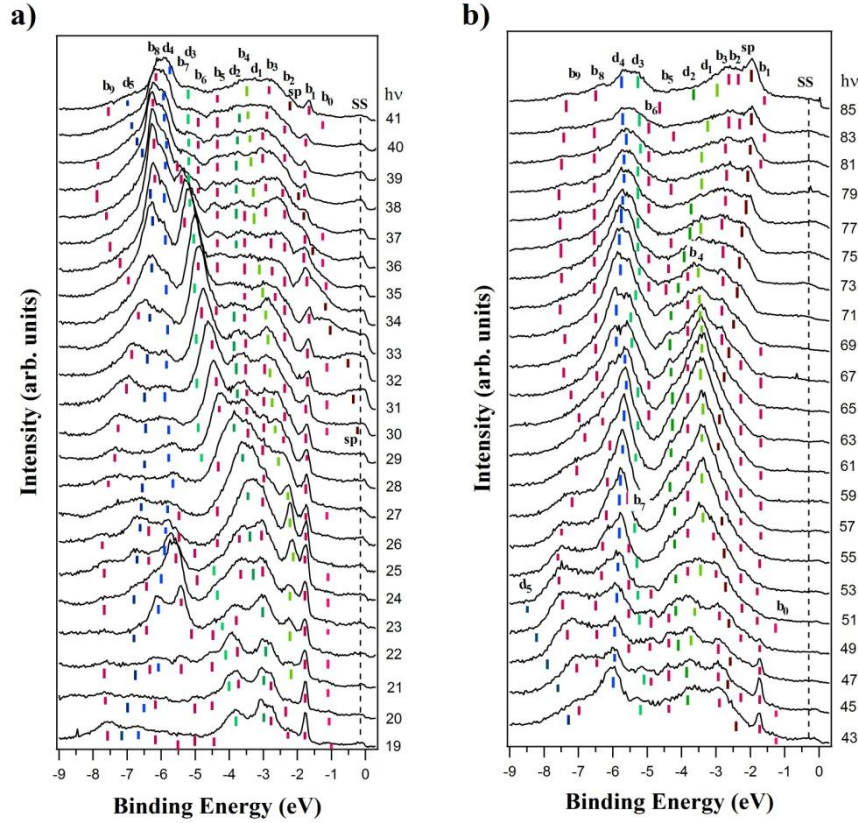 a)
b₈ d₄
b₉ d₅ b₇ d₃ b₆ b₅ d₂ b₄ d₁ b₃ b₂ sp b₁ b₀ SS hν
41
40
39
38
37
36
35
34
33
32
31
sp 30
29
28
27
26
25
24
23
22
21
20
19
-9 -8 -7 -6 -5 -4 -3 -2 -1 0
Binding Energy (eV)
Intensity (arb. units)
b)
b₉ b₈ d₄ d₃ b₆ b₅ d₂ d₁ b₃ b₂ sp b₁ SS hν
85
83
81
79
77
75
b₄
73
71
69
67
65
63
61
59
b₇
57
55
53
d₅ b₀
51
49
47
45
43
-9 -8 -7 -6 -5 -4 -3 -2 -1 0
Binding Energy (eV)
Intensity (arb. units)